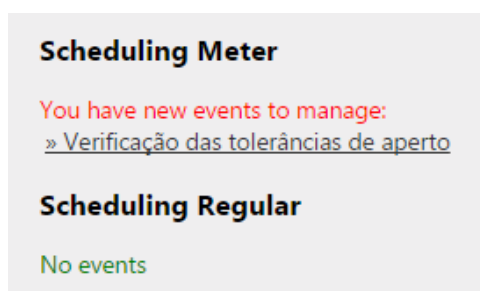 Scheduling Meter
You have new events to manage:
» Verificação das tolerâncias de aperto
Scheduling Regular
No events